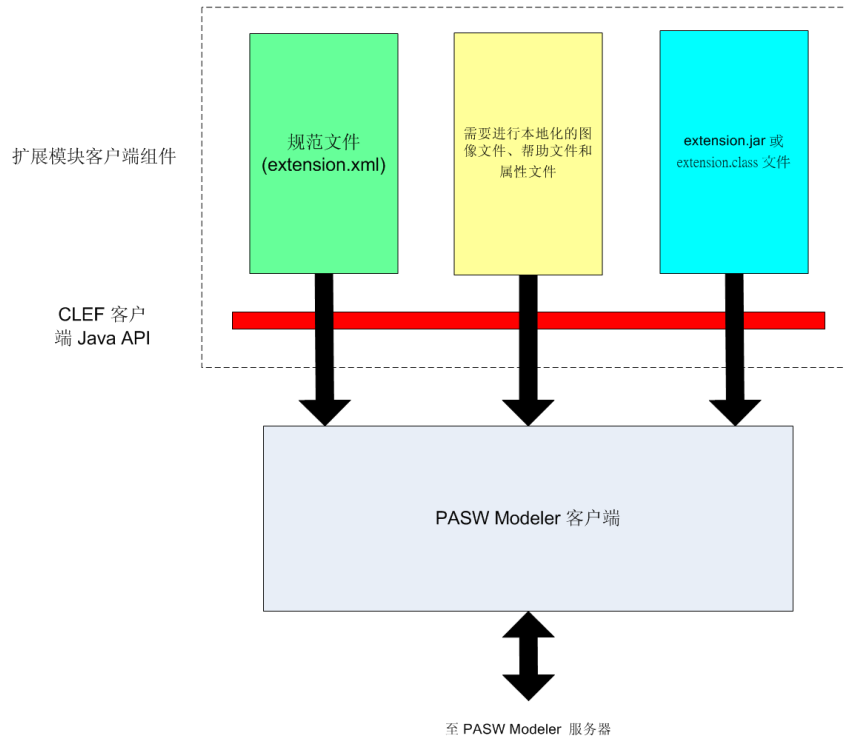 规范文件
(extension.xml)
需要进行本地化的图
像文件、帮助文件和
属性文件
extension.jar 或
extension.class 文件
扩展模块客户端组件
CLEF 客户
端 Java API
PASW Modeler 客户端
至 PASW Modeler 服务器